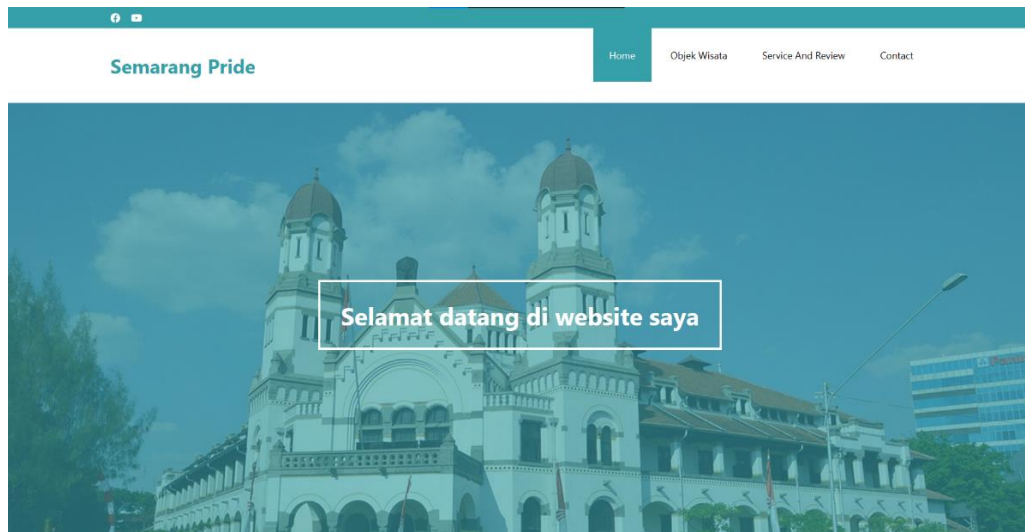 Semarang Pride
Home Objek Wisata Service And Review Contact
Selamat datang di website saya